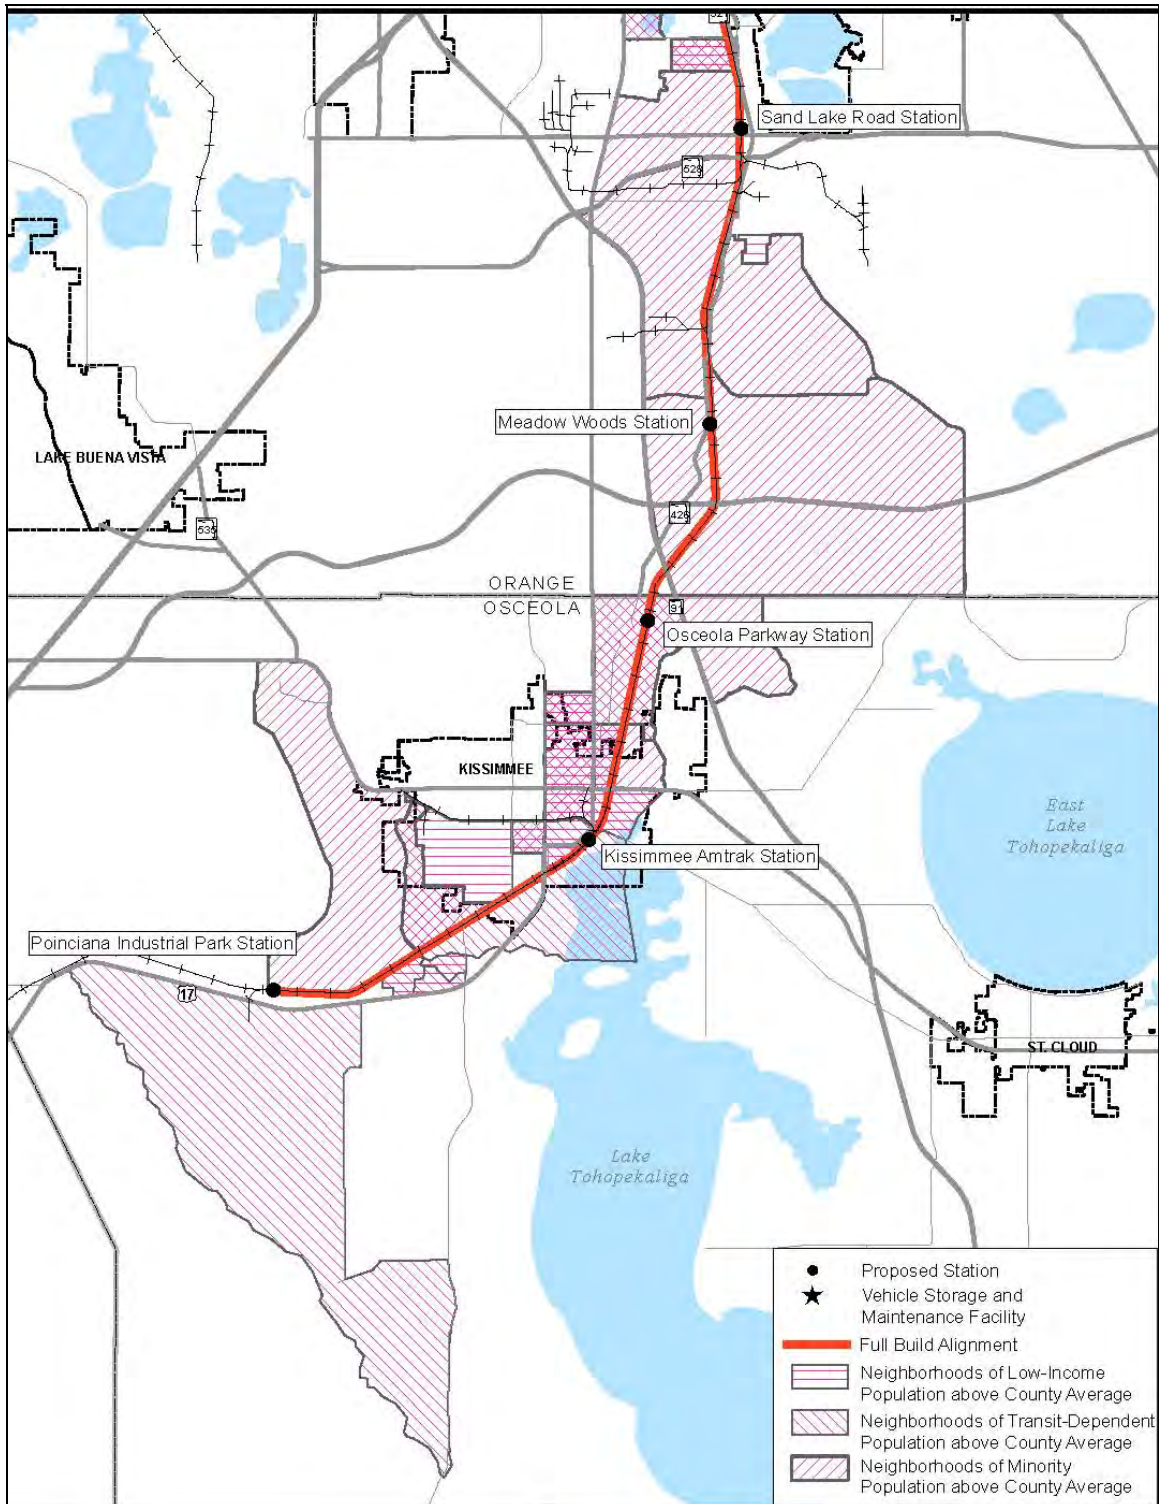 Sand Lake Road Station
528
Meadow Woods Station
LAKE BUENA VISTA
426
535
ORANGE
OSCEOLA
91
Osceola Parkway Station
KISSIMMEE
East
Lake
Tohopekaliga
Kissimmee Amtrak Station
Poinciana Industrial Park Station
17
ST. CLOUD
Lake
Tohopekaliga
Proposed Station
Vehicle Storage and
Maintenance Facility
Full Build Alignment
Neighborhoods of Low-Income
Population above County Average
Neighborhoods of Transit-Dependent
Population above County Average
Neighborhoods of Minority
Population above County Average